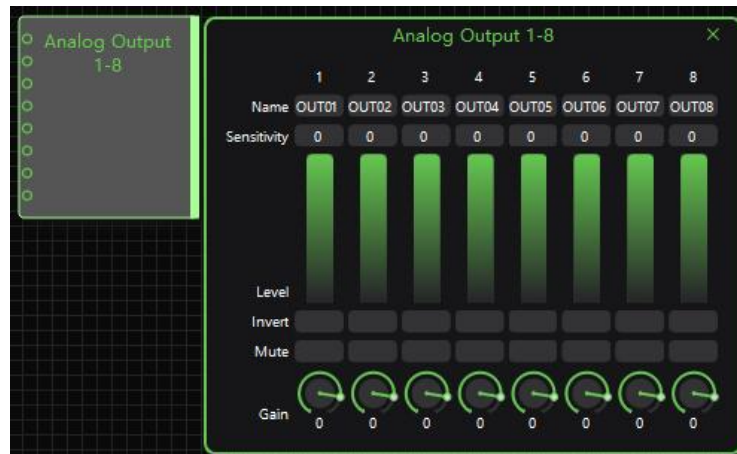 Analog Output
1-8
Analog Output 1-8 ×
1 2 3 4 5 6 7 8
Name OUT01 OUT02 OUT03 OUT04 OUT05 OUT06 OUT07 OUT08
Sensitivity 0 0 0 0 0 0 0 0
Level
Invert
Mute
Gain 0 0 0 0 0 0 0 0